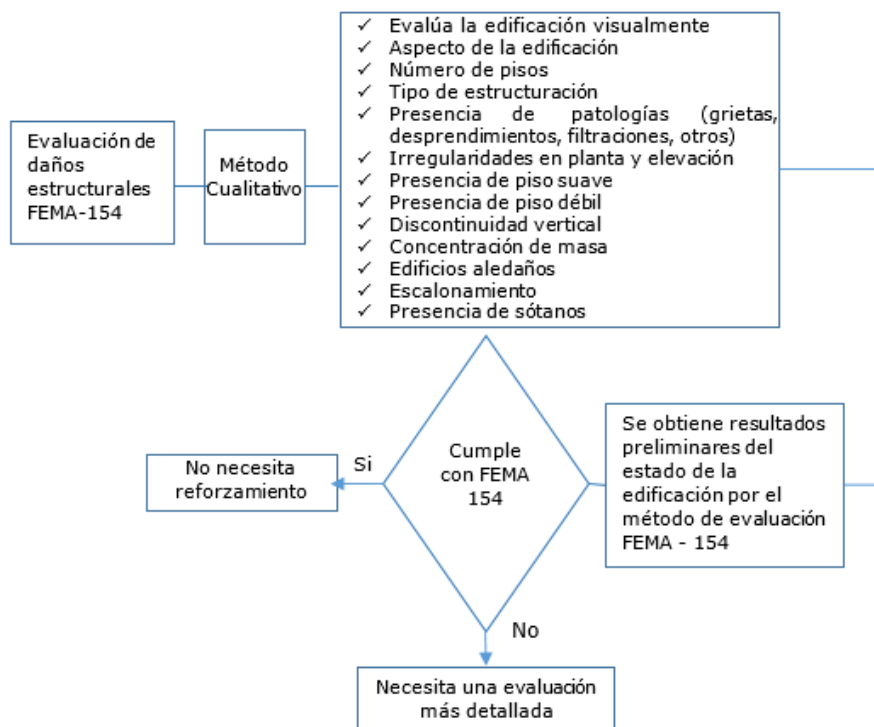 Evaluación de
daños
estructurales
FEMA-154
Método
Cualitativo
✓ Evalúa la edificación visualmente
✓ Aspecto de la edificación
✓ Número de pisos
✓ Tipo de estructuración
✓ Presencia de patologías (grietas,
desprendimientos, filtraciones, otros)
✓ Irregularidades en planta y elevación
✓ Presencia de piso suave
✓ Presencia de piso débil
✓ Discontinuidad vertical
✓ Concentración de masa
✓ Edificios aledaños
✓ Escalonamiento
✓ Presencia de sótanos
Se obtiene resultados
preliminares del
estado de la
edificación por el
método de evaluación
FEMA - 154
Cumple
con FEMA
154
Si
No necesita
reforzamiento
No
Necesita una evaluación
más detallada